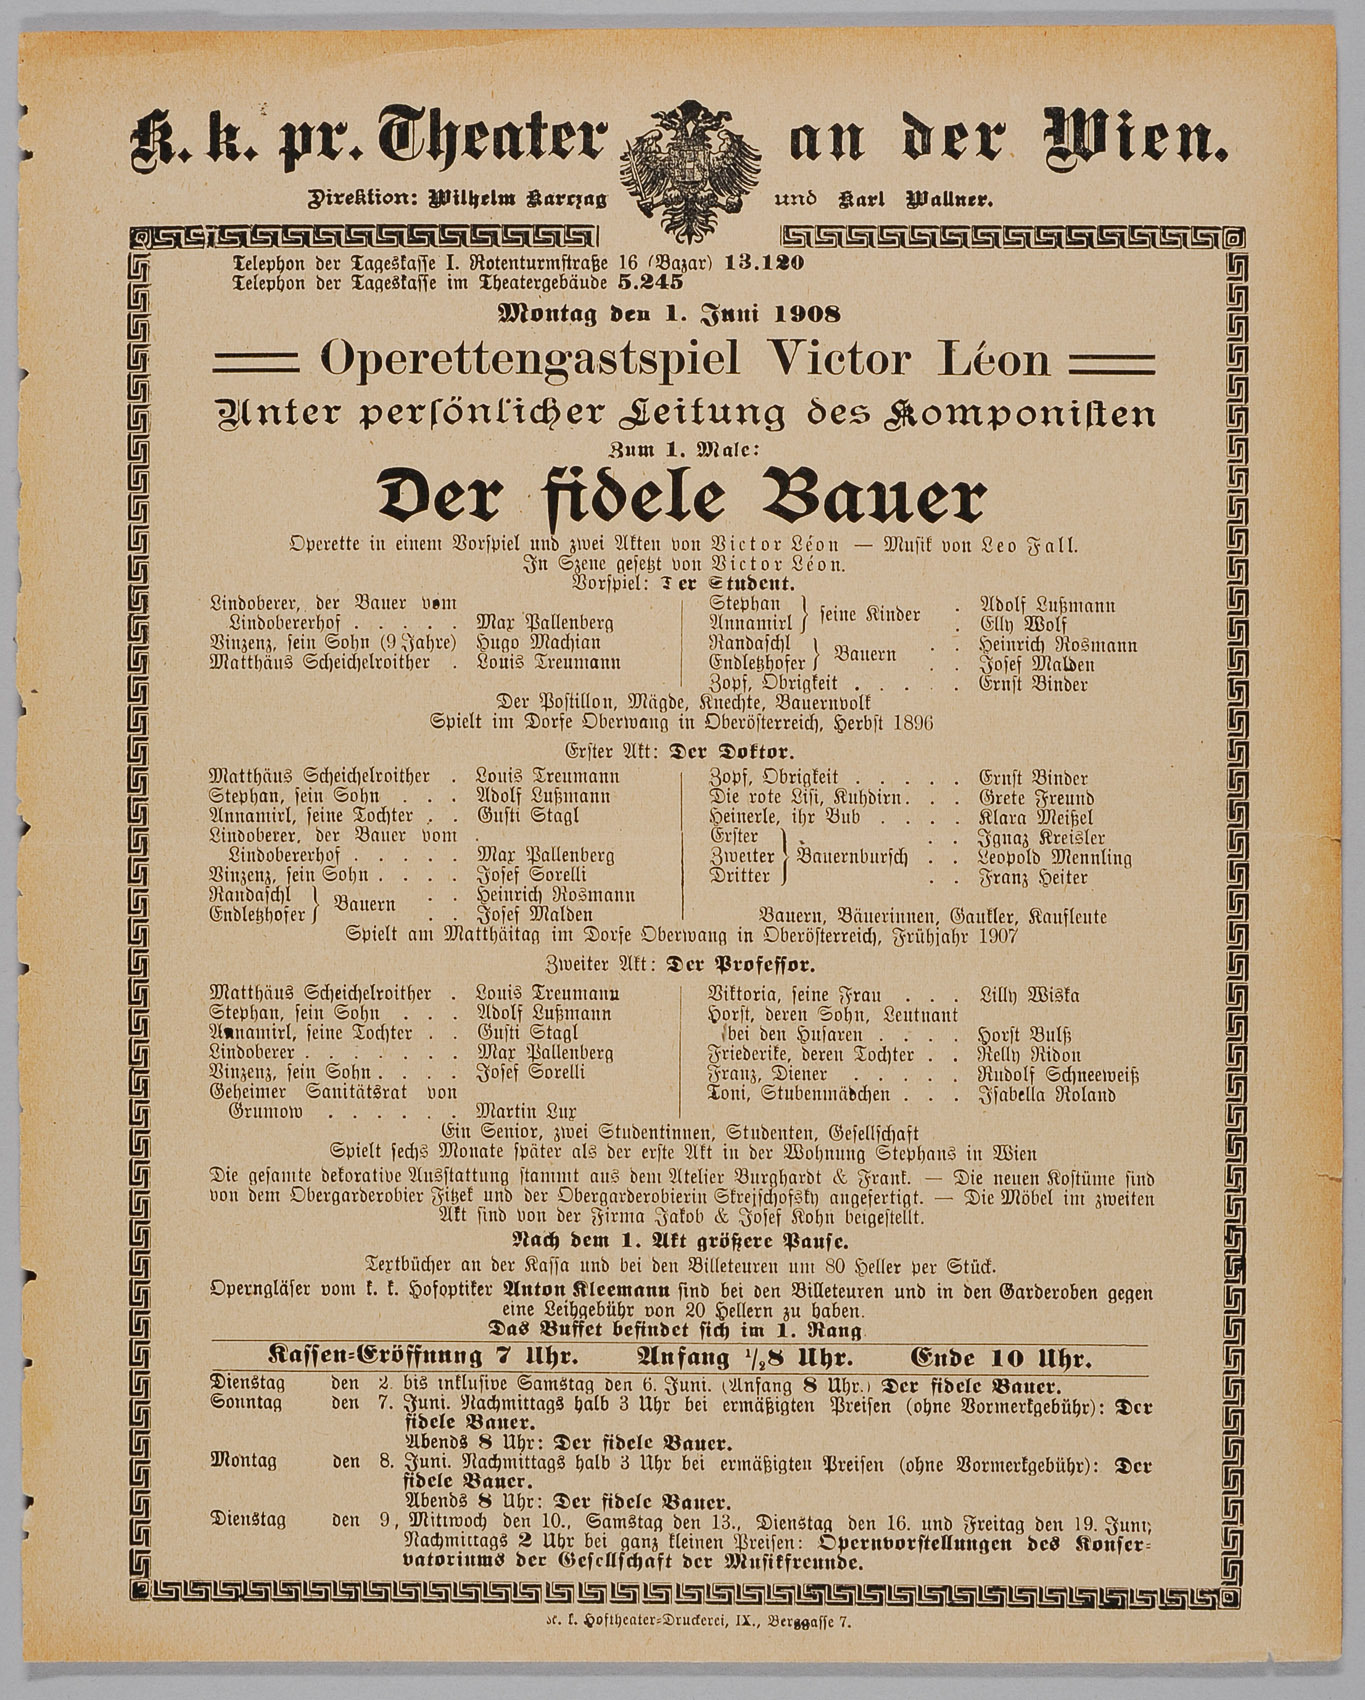 K. k. pr. Theater an der Wien.
Direktion: Wilhelm Karczag und Karl Wallner.
Telephon der Tageskasse I. Rotenturmstraße 16 (Bazar) 13.120
Telephon der Tageskasse im Theatergebäude 5.245
Montag den 1. Juni 1908
Operettengastspiel Victor Léon
Unter persönlicher Leitung des Komponisten
Zum 1. Male:
Der fidele Bauer
Operette in einem Vorspiel und zwei Akten von Victor Léon — Musik von Leo Fall.
In Szene gesetzt von Victor Léon.
Vorspiel: Der Student.
Lindoberer, der Bauer vom
Lindobererhof . . . . . Max Pallenberg
Vinzenz, sein Sohn (9 Jahre) Hugo Machian
Matthäus Scheichelroither . Louis Treumann
Stephan } seine Kinder . Adolf Lußmann
Annamirl } . Elly Wolf
Randaschl } Bauern . . Heinrich Rosmann
Endletzhofer } . . Josef Malden
Zopf, Obrigkeit . . . . . Ernst Binder
Der Postillon, Mägde, Knechte, Bauernvolk
Spielt im Dorfe Oberwang in Oberösterreich, Herbst 1896
Erster Akt: Der Doktor.
Matthäus Scheichelroither . Louis Treumann
Stephan, sein Sohn . . . Adolf Lußmann
Annamirl, seine Tochter . . Gusti Stagl
Lindoberer, der Bauer vom .
Lindobererhof . . . . . Max Pallenberg
Vinzenz, sein Sohn . . . . Josef Sorelli
Randaschl } Bauern . . Heinrich Rosmann
Endletzhofer } . . Josef Malden
Zopf, Obrigkeit . . . . . Ernst Binder
Die rote Lisi, Kuhdirn . . . Grete Freund
Heinerle, ihr Bub . . . . Klara Meißel
Erster } . . Ignaz Kreisler
Zweiter } Bauernbursch . . Leopold Mennling
Dritter } . . Franz Heiter
Bauern, Bäuerinnen, Gaukler, Kaufleute
Spielt am Matthäitag im Dorfe Oberwang in Oberösterreich, Frühjahr 1907
Zweiter Akt: Der Professor.
Matthäus Scheichelroither . Louis Treumann
Stephan, sein Sohn . . . Adolf Lußmann
Annamirl, seine Tochter . . Gusti Stagl
Lindoberer . . . . . . . Max Pallenberg
Vinzenz, sein Sohn . . . . Josef Sorelli
Geheimer Sanitätsrat von
Grumow . . . . . . Martin Lux
Viktoria, seine Frau . . . Lilly Wiska
Horst, deren Sohn, Leutnant
bei den Husaren . . . . Horst Bulß
Friederike, deren Tochter . . Relly Ridon
Franz, Diener . . . . . Rudolf Schneeweiß
Toni, Stubenmädchen . . . Isabella Roland
Ein Senior, zwei Studentinnen, Studenten, Gesellschaft
Spielt sechs Monate später als der erste Akt in der Wohnung Stephans in Wien
Die gesamte dekorative Ausstattung stammt aus dem Atelier Burghardt & Frank. — Die neuen Kostüme sind
von dem Obergarderobier Fitzek und der Obergarderobierin Skrejschofsky angefertigt. — Die Möbel im zweiten
Akt sind von der Firma Jakob & Josef Kohn beigestellt.
Nach dem 1. Akt größere Pause.
Textbücher an der Kassa und bei den Billeteuren um 80 Heller per Stück.
Operngläser vom k. k. Hofoptiker Anton Kleemann sind bei den Billeteuren und in den Garderoben gegen
eine Leihgebühr von 20 Hellern zu haben.
Das Buffet befindet sich im 1. Rang
Kassen-Eröffnung 7 Uhr. Anfang ½8 Uhr. Ende 10 Uhr.
Dienstag den 2. bis inklusive Samstag den 6. Juni. (Anfang 8 Uhr.) Der fidele Bauer.
Sonntag den 7. Juni. Nachmittags halb 3 Uhr bei ermäßigten Preisen (ohne Vormerkgebühr): Der
fidele Bauer.
Abends 8 Uhr: Der fidele Bauer.
Montag den 8. Juni. Nachmittags halb 3 Uhr bei ermäßigten Preisen (ohne Vormerkgebühr): Der
fidele Bauer.
Abends 8 Uhr: Der fidele Bauer.
Dienstag den 9., Mittwoch den 10., Samstag den 13., Dienstag den 16. und Freitag den 19. Juni,
Nachmittags 2 Uhr bei ganz kleinen Preisen: Opernvorstellungen des Konser-
vatoriums der Gesellschaft der Musikfreunde.
K. k. Hoftheater-Druckerei, IX., Berggasse 7.